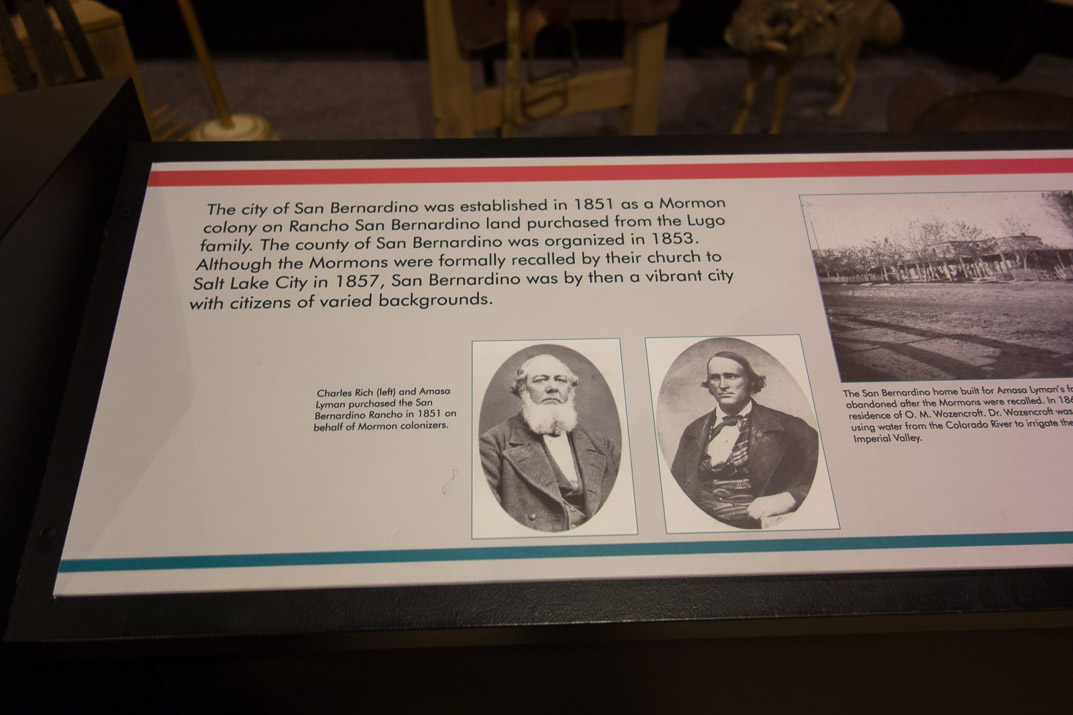 The city of San Bernardino was established in 1851 as a Mormon
colony on Rancho San Bernardino land purchased from the Lugo
family. The county of San Bernardino was organized in 1853.
Although the Mormons were formally recalled by their church to
Salt Lake City in 1857, San Bernardino was by then a vibrant city
with citizens of varied backgrounds.
Charles Rich (left) and Amasa
Lyman purchased the San
Bernardino Rancho in 1851 on
behalf of Mormon colonizers.
The San Bernardino home built for Amasa Lyman's
abandoned after the Mormons were recalled. In
residence of O. M. Wozencroft. Dr. Wozencroft was
using water from the Colorado River to irrigate the
Imperial Valley.